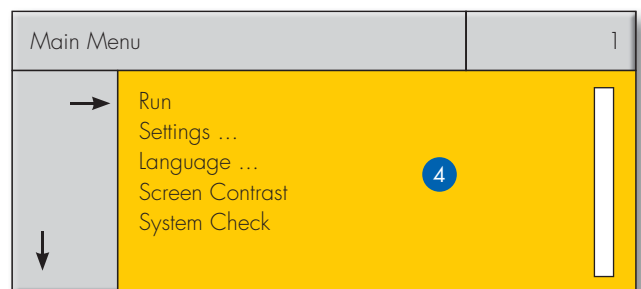 Main Menu 1
Run
Settings ...
Language ...
4
Screen Contrast
System Check